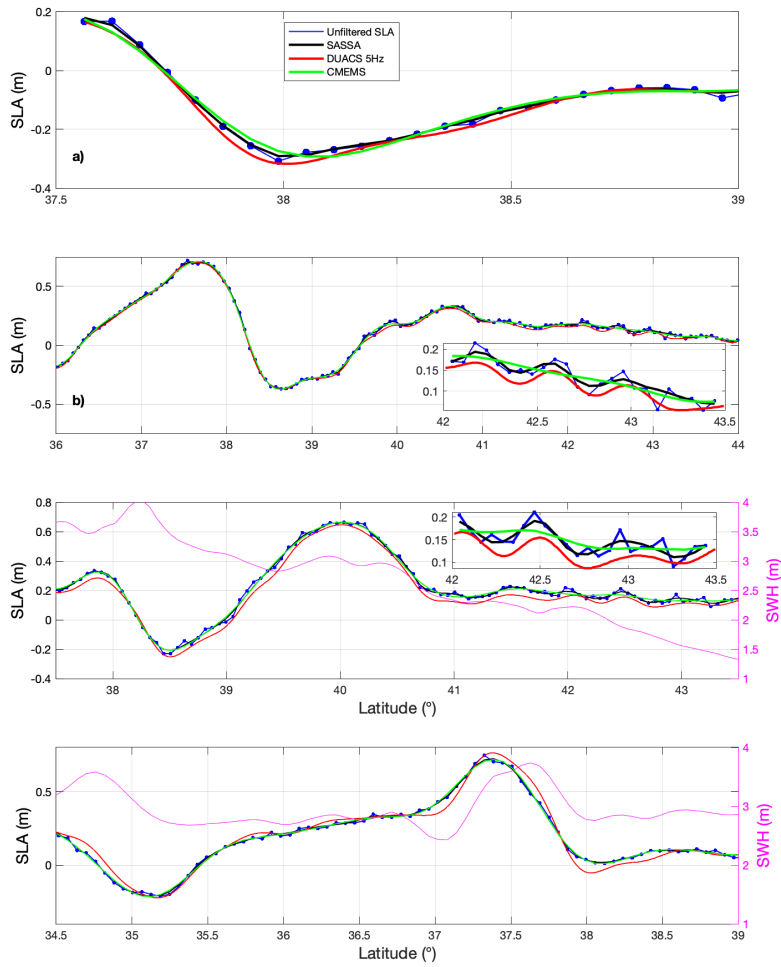 0.2
0
-0.2
-0.4
SLA (m)
Unfiltered SLA
SASSA
DUACS 5Hz
CMEMS
a)
37.5 38 38.5 39
0.5
0
-0.5
SLA (m)
b)
0.2
0.15
0.1
42 42.5 43 43.5
36 37 38 39 40 41 42 43 44
0.8
0.6
0.4
0.2
0
-0.2
-0.4
SLA (m)
0.2
0.15
0.1
42 42.5 43 43.5
4
3.5
3
2.5
2
1.5
1
SWH (m)
38 39 40 41 42 43
Latitude (°)
0.5
0
SLA (m)
4
3
2
1
SWH (m)
34.5 35 35.5 36 36.5 37 37.5 38 38.5 39
Latitude (°)